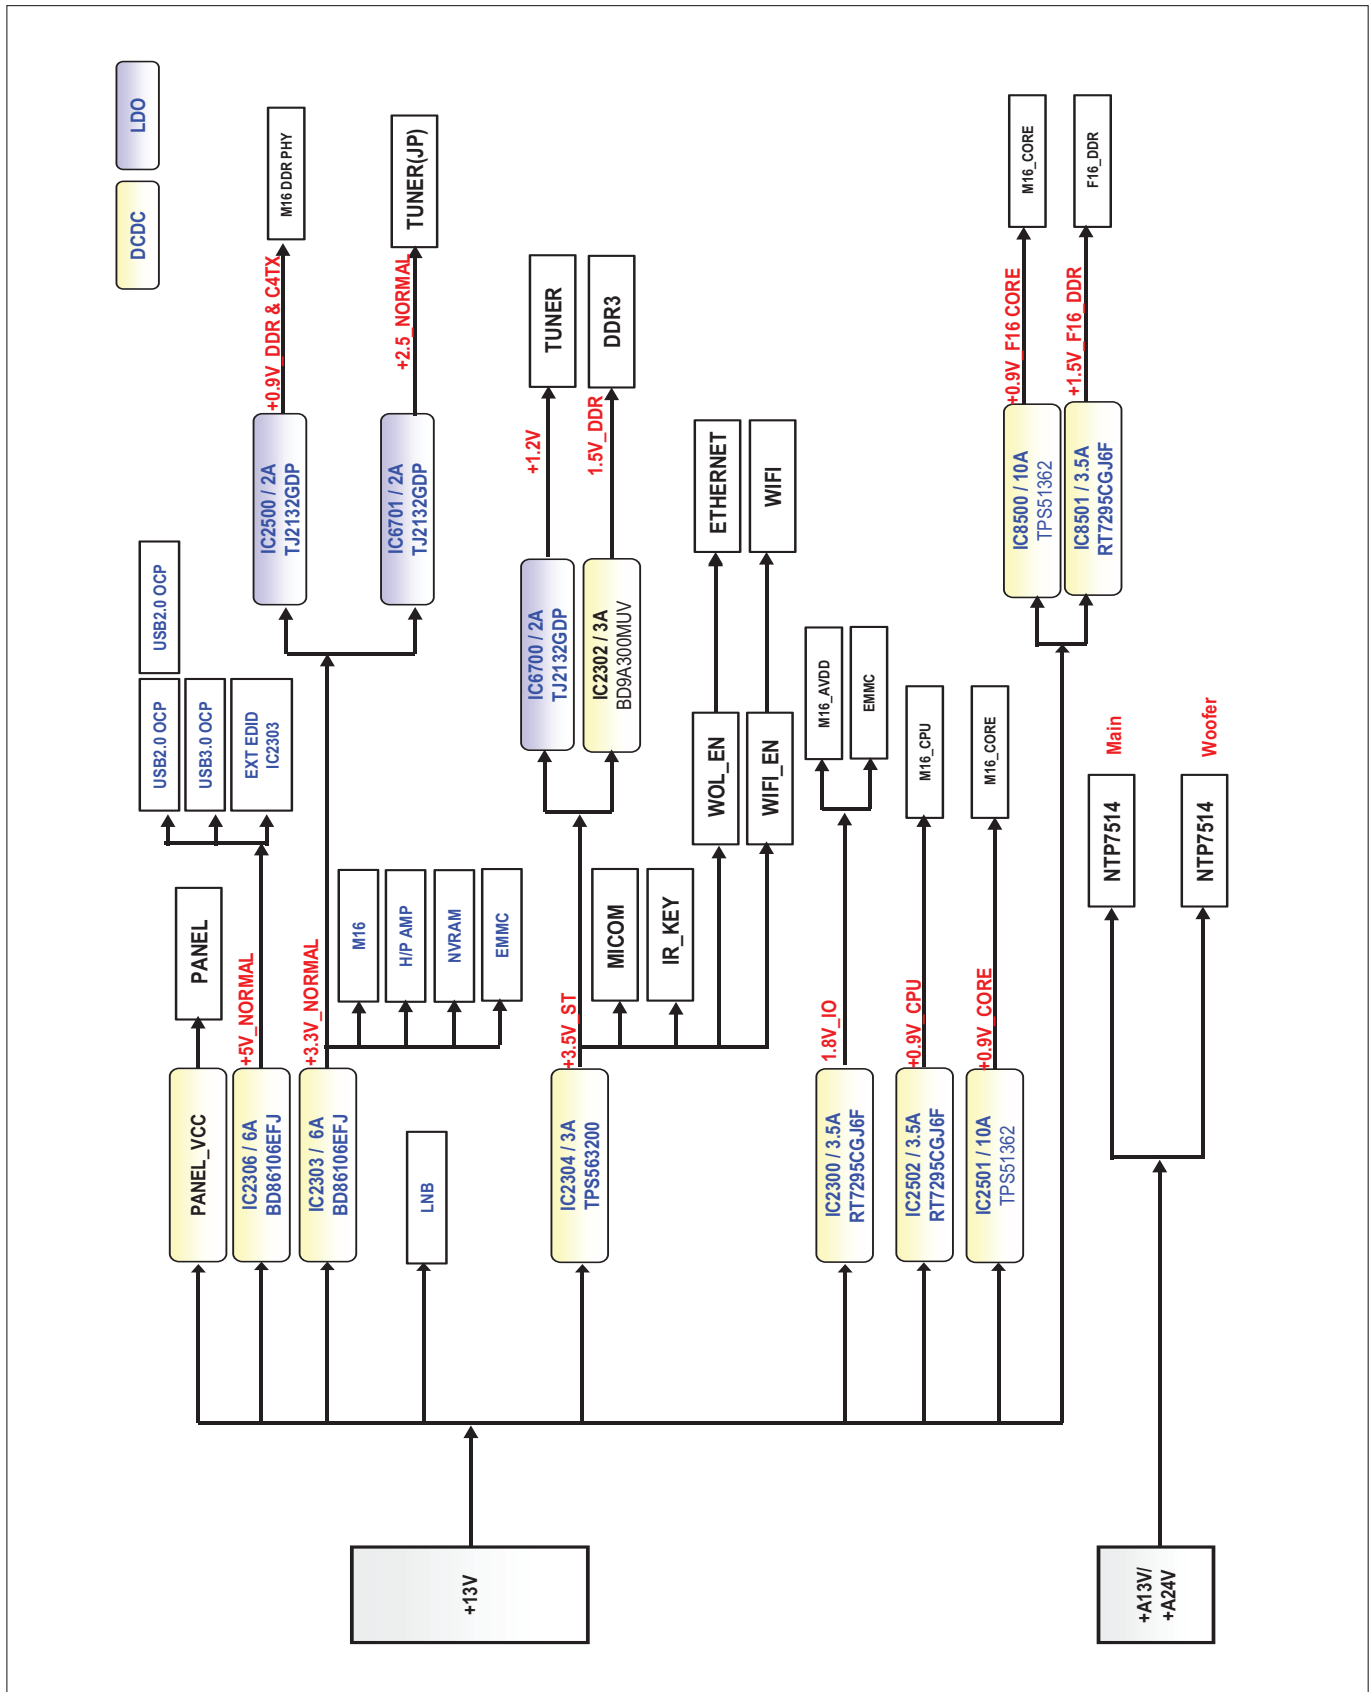 LDO
DCDC
M16 DDR PHY
+0.9V_DDR & C4TX
IC2500 / 2A
TJ2132GDP
TUNER(JP)
+2.5_NORMAL
IC6701 / 2A
TJ2132GDP
USB2.0 OCP
USB2.0 OCP
USB3.0 OCP
EXT EDID
IC2303
PANEL
PANEL_VCC
+5V_NORMAL
IC2306 / 6A
BD86106EFJ
+3.3V_NORMAL
IC2303 / 6A
BD86106EFJ
M16
H/P AMP
NVRAM
EMMC
LNB
TUNER
+1.2V
IC6700 / 2A
TJ2132GDP
DDR3
1.5V_DDR
IC2302 / 3A
BD9A300MUV
+3.5V_ST
IC2304 / 3A
TPS563200
MICOM
IR_KEY
ETHERNET
WOL_EN
WIFI
WIFI_EN
M16_AVDD
EMMC
1.8V_IO
IC2300 / 3.5A
RT7295CGJ6F
M16_CPU
+0.9V_CPU
IC2502 / 3.5A
RT7295CGJ6F
M16_CORE
+0.9V_CORE
IC2501 / 10A
TPS51362
M16_CORE
+0.9V_F16 CORE
IC8500 / 10A
TPS51362
F16_DDR
+1.5V_F16_DDR
IC8501 / 3.5A
RT7295CGJ6F
Main
NTP7514
Woofer
NTP7514
+13V
+A13V/
+A24V